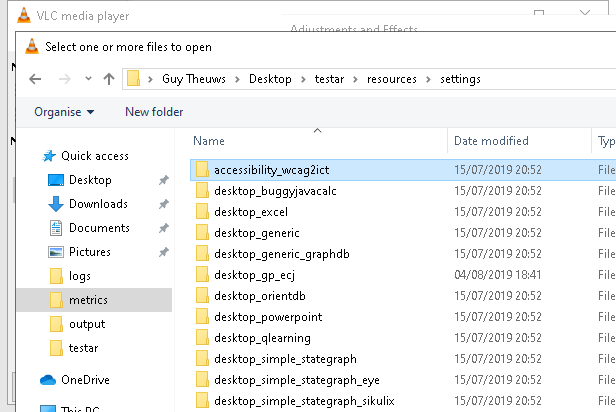 VLC media player
Adjustments and Effects
Select one or more files to open
Guy Theuws > Desktop > testar > resources > settings
Organise New folder
Name Date modified Typ
Quick access
Desktop
Downloads
Documents
Pictures
logs
metrics
output
testar
OneDrive
This PC
accessibility_wcag2ict 15/07/2019 20:52 File
desktop_buggyjavacalc 15/07/2019 20:52 File
desktop_excel 15/07/2019 20:52 File
desktop_generic 15/07/2019 20:52 File
desktop_generic_graphdb 15/07/2019 20:52 File
desktop_gp_ecj 04/08/2019 18:41 File
desktop_orientdb 15/07/2019 20:52 File
desktop_powerpoint 15/07/2019 20:52 File
desktop_qlearning 15/07/2019 20:52 File
desktop_simple_stategraph 15/07/2019 20:52 File
desktop_simple_stategraph_eye 15/07/2019 20:52 File
desktop_simple_stategraph_sikulix 15/07/2019 20:52 File